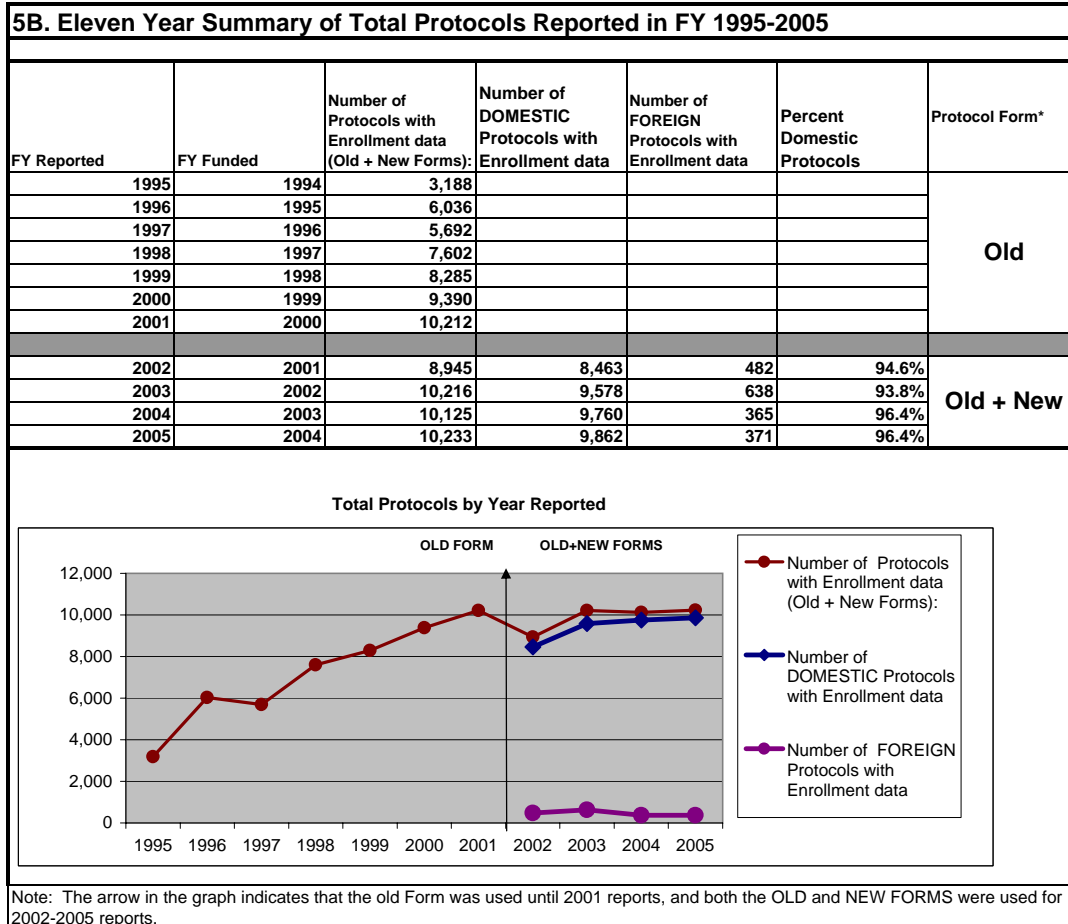 5B. Eleven Year Summary of Total Protocols Reported in FY 1995-2005
FY Reported FY Funded Number of Protocols with Enrollment data (Old + New Forms): Number of DOMESTIC Protocols with Enrollment data Number of FOREIGN Protocols with Enrollment data Percent Domestic Protocols Protocol Form*
1995 1994 3,188
1996 1995 6,036
1997 1996 5,692
1998 1997 7,602
Old
1999 1998 8,285
2000 1999 9,390
2001 2000 10,212
2002 2001 8,945 8,463 482 94.6%
2003 2002 10,216 9,578 638 93.8%
Old + New
2004 2003 10,125 9,760 365 96.4%
2005 2004 10,233 9,862 371 96.4%
Total Protocols by Year Reported
OLD FORM OLD+NEW FORMS
12,000
10,000
8,000
6,000
4,000
2,000
0
1995 1996 1997 1998 1999 2000 2001 2002 2003 2004 2005
Number of Protocols
with Enrollment data
(Old + New Forms):
Number of
DOMESTIC Protocols
with Enrollment data
Number of FOREIGN
Protocols with
Enrollment data
Note: The arrow in the graph indicates that the old Form was used until 2001 reports, and both the OLD and NEW FORMS were used for
2002-2005 reports.